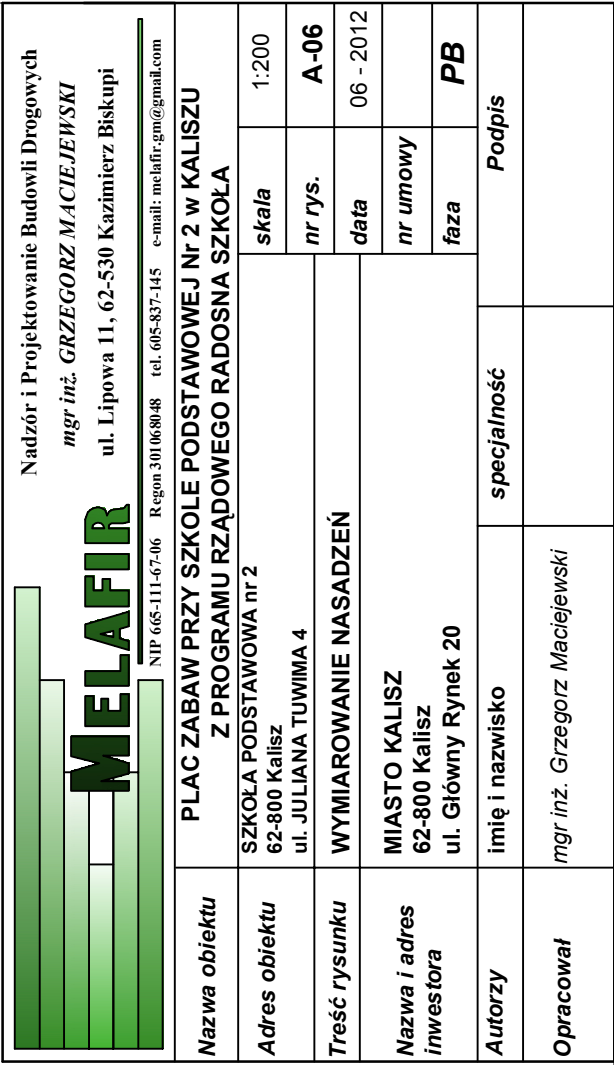 Nadzór i Projektowanie Budowli Drogowych
mgr inż. GRZEGORZ MACIEJEWSKI
ul. Lipowa 11, 62-530 Kazimierz Biskupi
MELAFIR
NIP 665-111-67-06 Regon 301068048 tel. 605-837-145 e-mail: melafir.gm@gmail.com
Nazwa obiektu
PLAC ZABAW PRZY SZKOLE PODSTAWOWEJ Nr 2 w KALISZU
Z PROGRAMU RZĄDOWEGO RADOSNA SZKOŁA
Adres obiektu
SZKOŁA PODSTAWOWA nr 2
62-800 Kalisz
ul. JULIANA TUWIMA 4
skala
1:200
nr rys.
A-06
Treść rysunku
WYMIAROWANIE NASADZEŃ
data
06 - 2012
Nazwa i adres
inwestora
MIASTO KALISZ
62-800 Kalisz
ul. Główny Rynek 20
nr umowy
faza
PB
Autorzy
imię i nazwisko
specjalność
Podpis
Opracował
mgr inż. Grzegorz Maciejewski